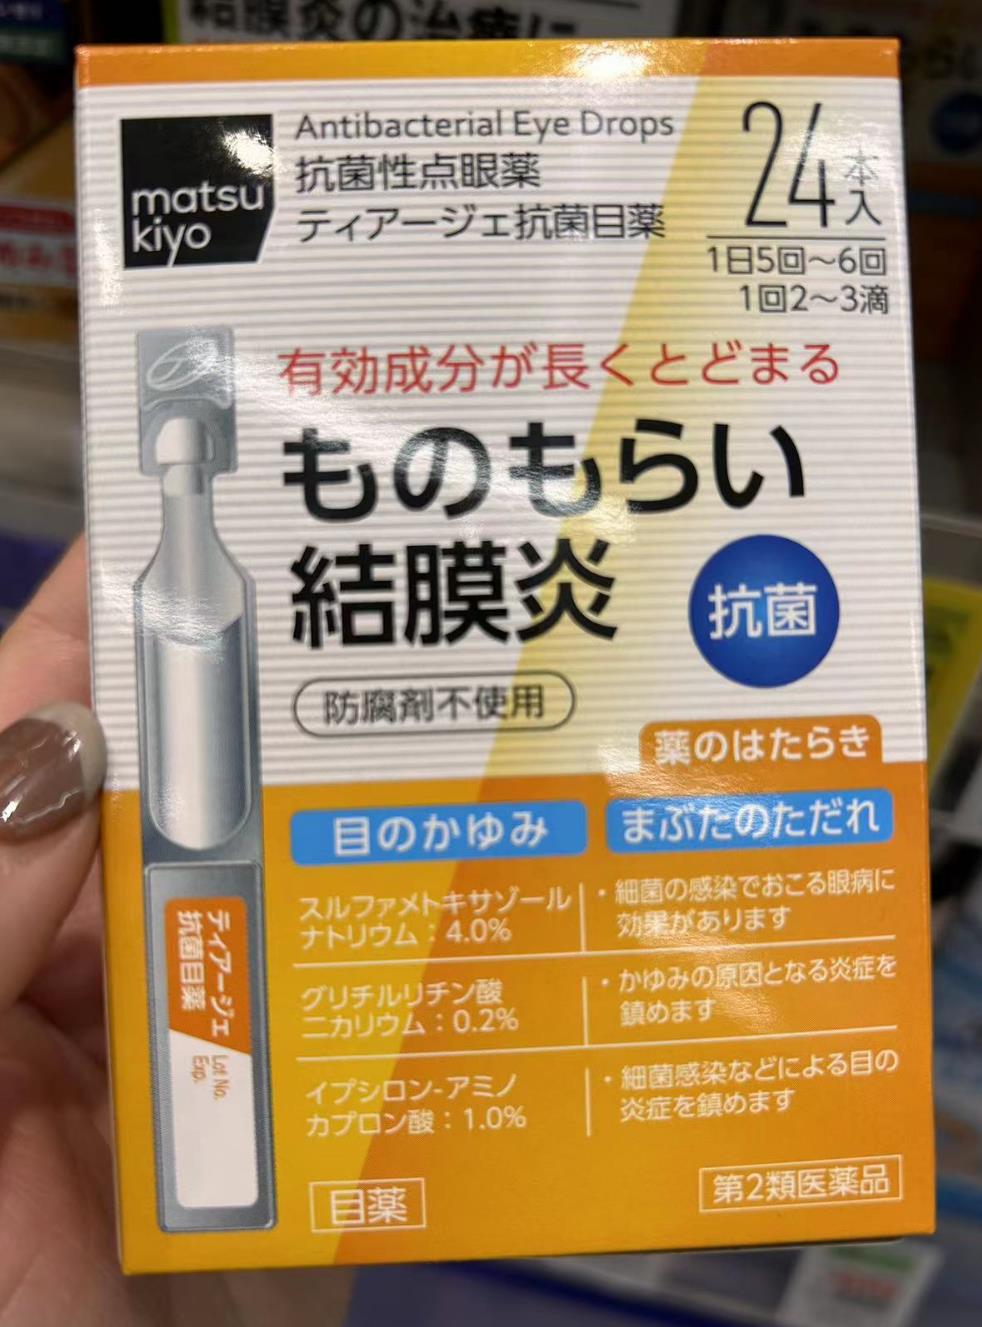 結膜炎の治療に
matsu
kiyo
Antibacterial Eye Drops
抗菌性点眼薬
ティアージェ抗菌目薬
24本入
1日5回～6回
1回2～3滴
有効成分が長くとどまる
ものもらい
結膜炎
抗菌
防腐剤不使用
薬のはたらき
目のかゆみ
まぶたのただれ
スルファメトキサゾール
ナトリウム：4.0%
・細菌の感染でおこる眼病に
効果があります
グリチルリチン酸
二カリウム：0.2%
・かゆみの原因となる炎症を
鎮めます
イプシロン-アミノ
カプロン酸：1.0%
・細菌感染などによる目の
炎症を鎮めます
ティアージェ
抗菌目薬
Lot No.
Exp.
目薬
第2類医薬品